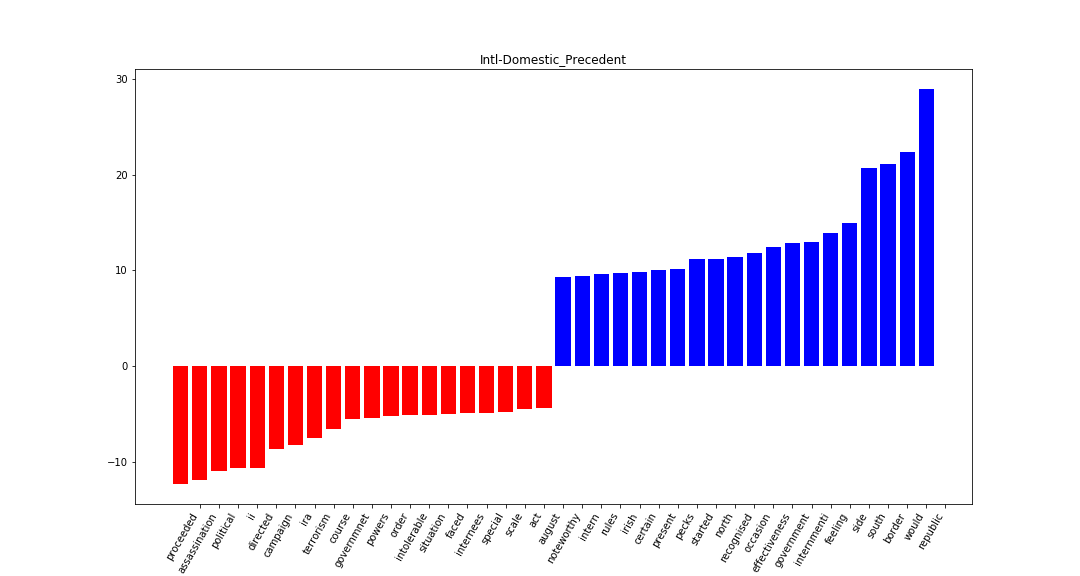 Intl-Domestic_Precedent
30
20
10
0
−10
proceeded
assassination
political
ii
directed
campaign
ira
terrorism
course
governmnet
powers
order
intolerable
situation
faced
internees
special
scale
act
august
noteworthy
intern
rules
irish
certain
present
pecks
started
north
recognised
occasion
effectiveness
government
internmenti
feeling
side
south
border
would
republic